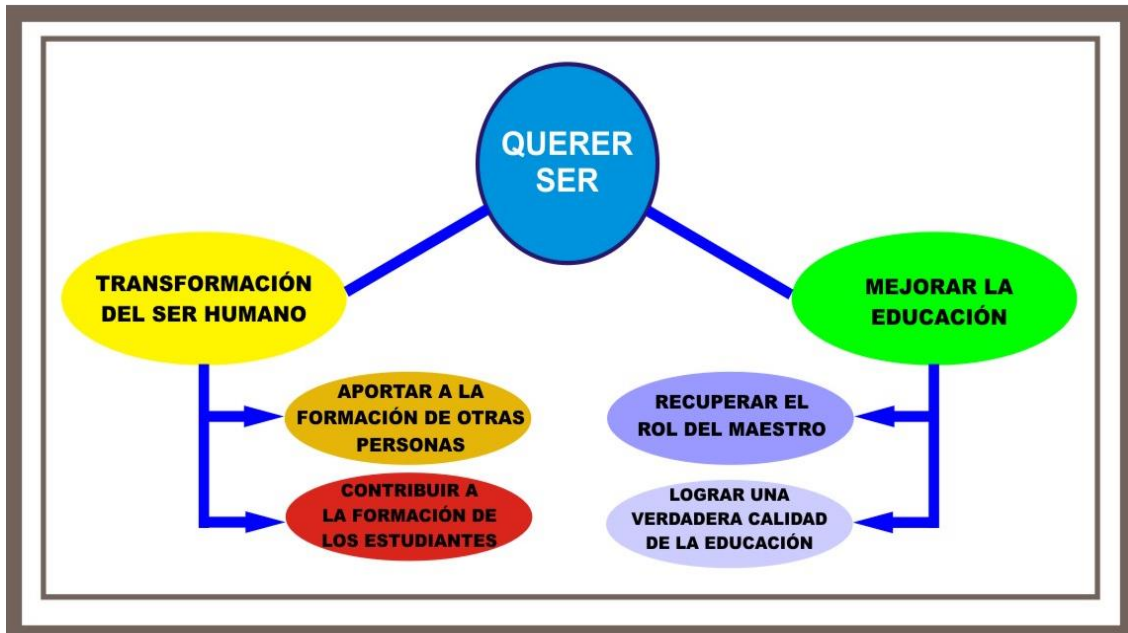 QUERER
SER
TRANSFORMACIÓN
DEL SER HUMANO
MEJORAR LA
EDUCACIÓN
APORTAR A LA
FORMACIÓN DE OTRAS
PERSONAS
CONTRIBUIR A
LA FORMACIÓN DE
LOS ESTUDIANTES
RECUPERAR EL
ROL DEL MAESTRO
LOGRAR UNA
VERDADERA CALIDAD
DE LA EDUCACIÓN